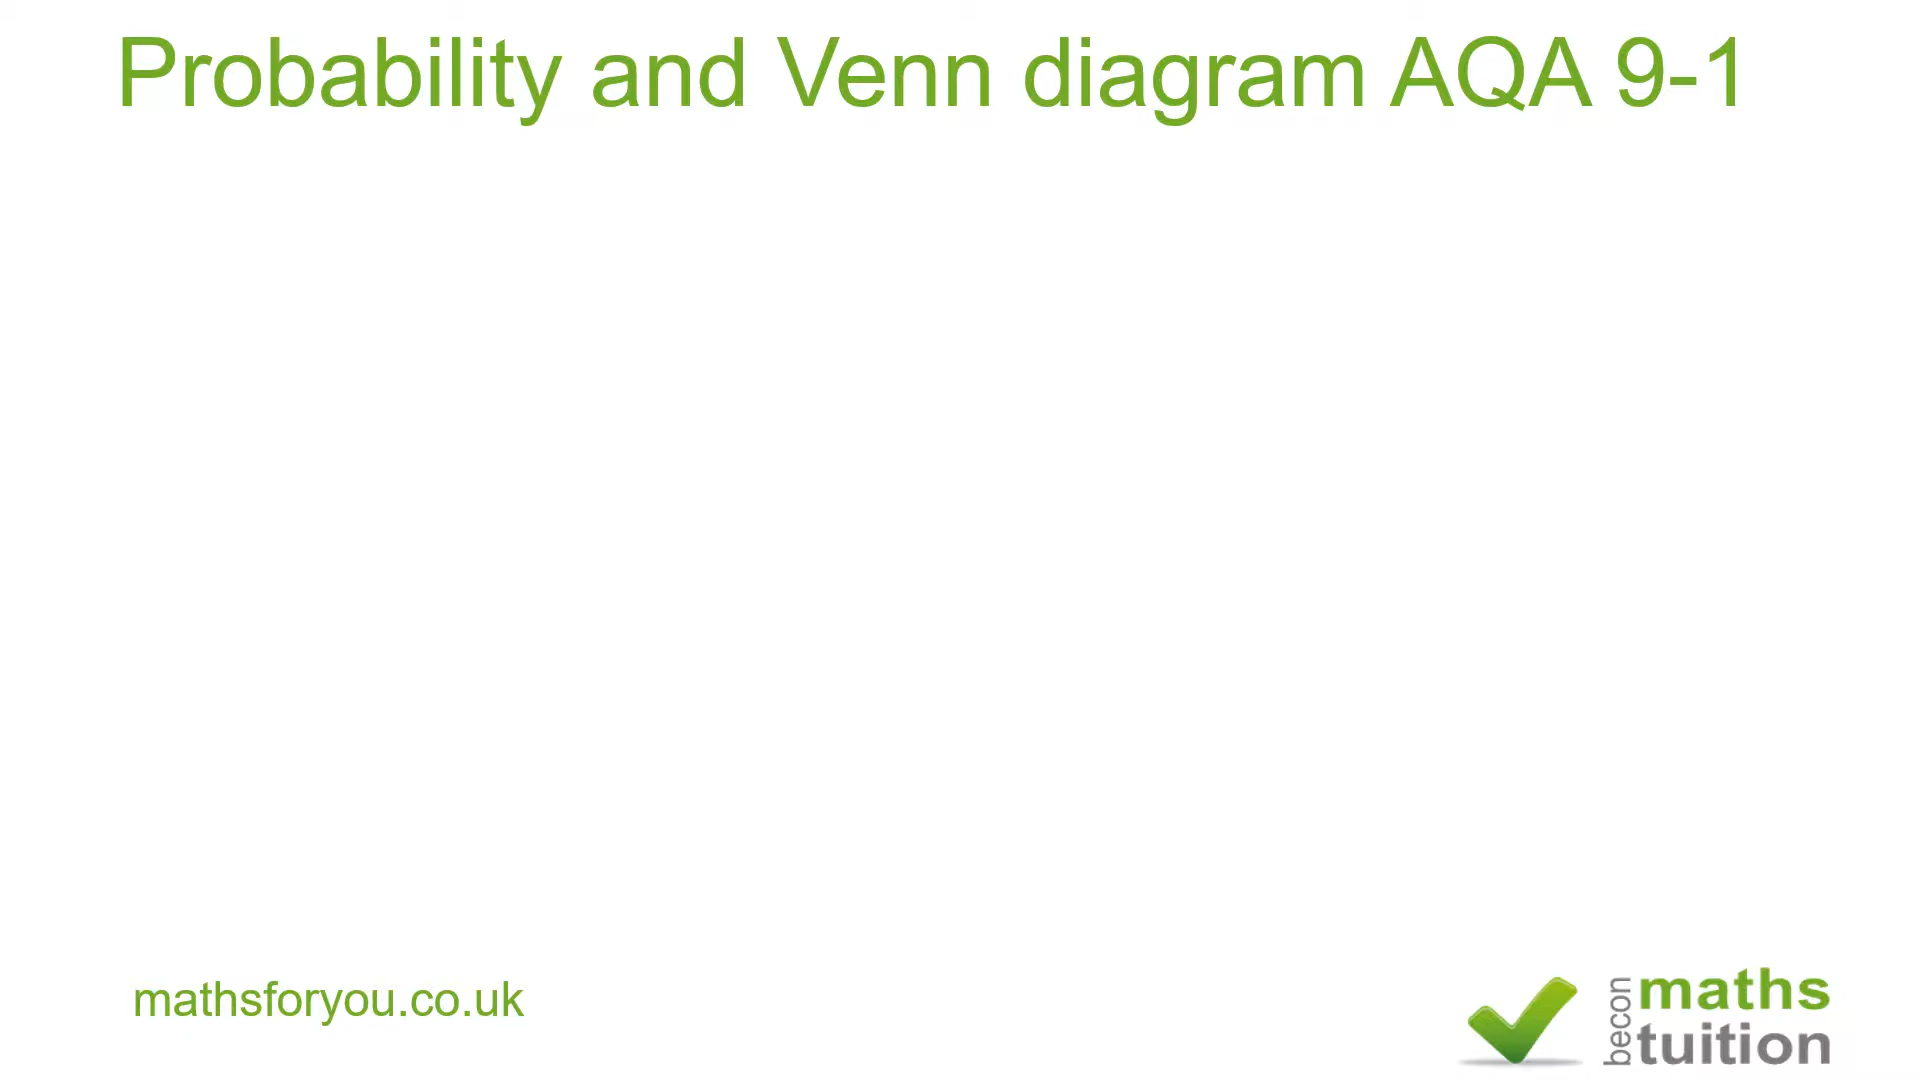 Probability and Venn diagram AQA 9-1
mathsforyou.co.uk
becon
maths
tuition